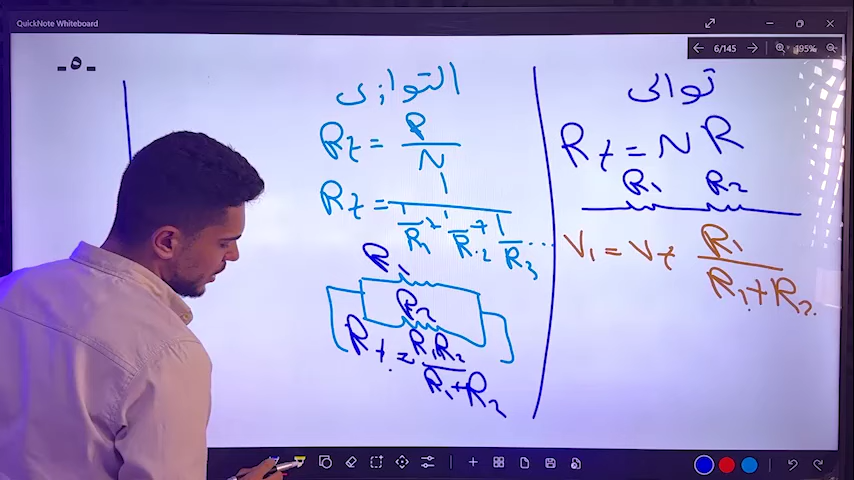 QuickNote Whiteboard
6/145
195%
-٥-
توالى
Rt = N R
R1 R2
V1 = Vt R1 / R1 + R2
التوازى
Rt = R / N
Rt = 1 / 1/R1 + 1/R2 + 1/R3 ...
R1
R2
Rt = R1R2 / R1+R2